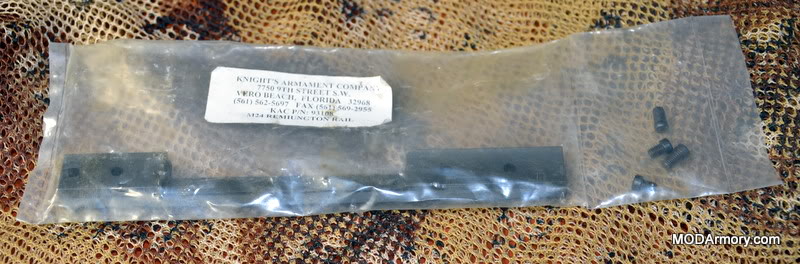 KNIGHT'S ARMAMENT COMPANY
7750 9TH STREET S.W.
VERO BEACH, FLORIDA 32968
(561) 562-5697 FAX (561) 569-2955
KAC P/N: 93106
M24 REMINGTON RAIL
MODArmory.com